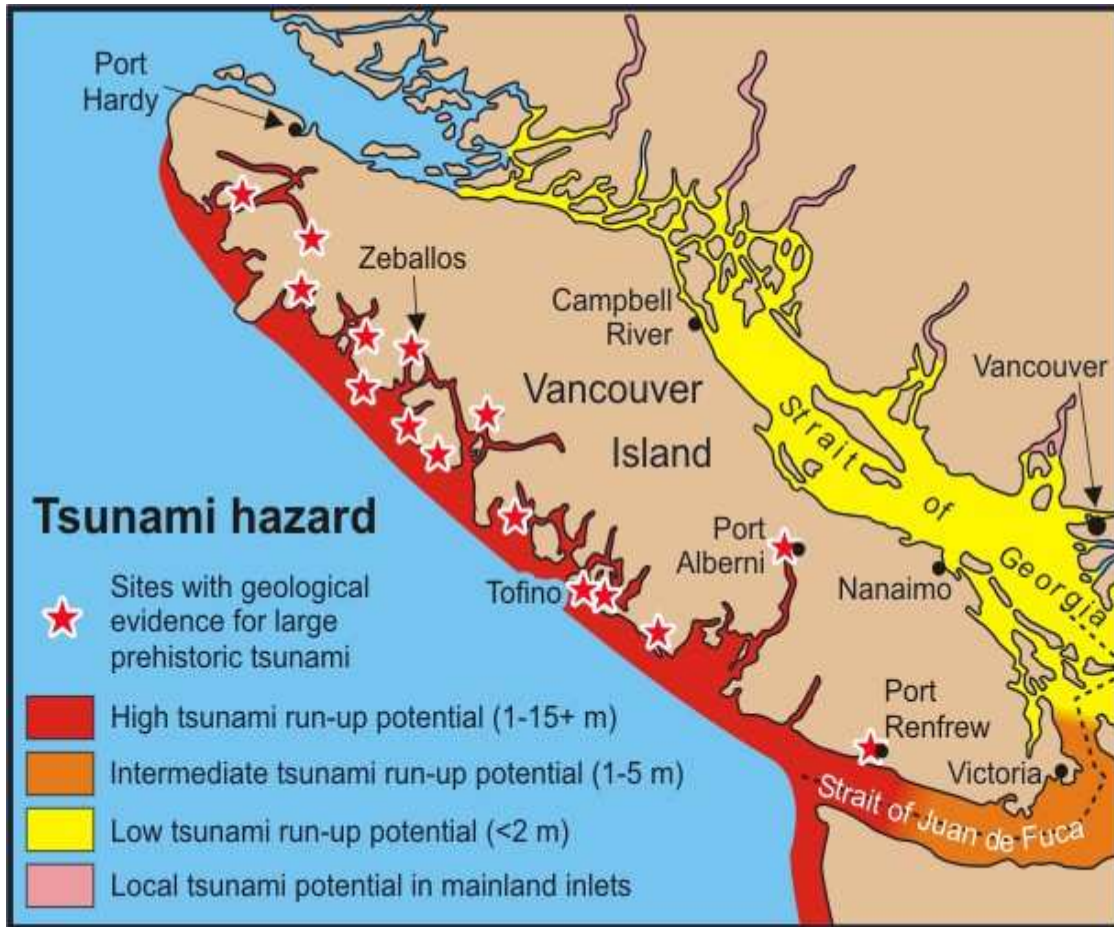 Port
Hardy
Zeballos
Campbell
River
Vancouver
Vancouver
Island
Strait
of
Georgia
Tsunami hazard
Port
Alberni
Nanaimo
Sites with geological
evidence for large
prehistoric tsunami
Tofino
High tsunami run-up potential (1-15+ m)
Port
Renfrew
Intermediate tsunami run-up potential (1-5 m)
Victoria
Strait of Juan de Fuca
Low tsunami run-up potential (<2 m)
Local tsunami potential in mainland inlets